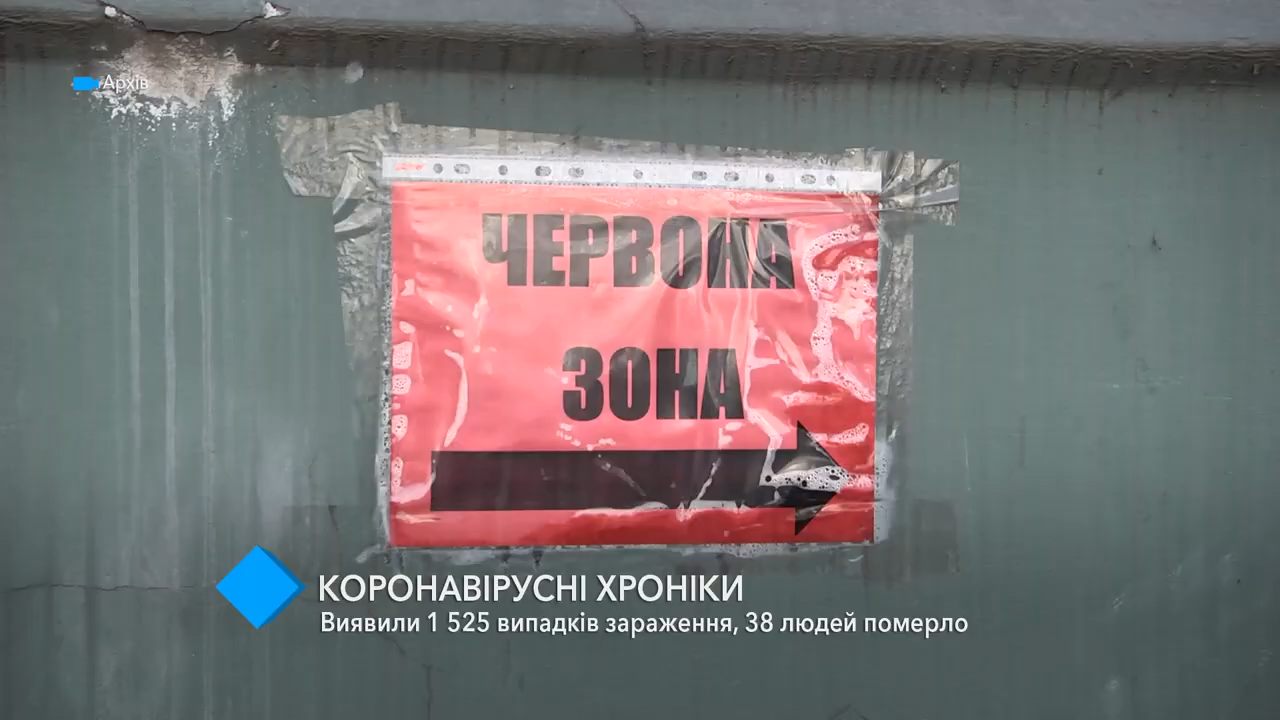 Архів
ЧЕРВОНА
ЗОНА
КОРОНАВІРУСНІ ХРОНІКИ
Виявили 1 525 випадків зараження, 38 людей померло